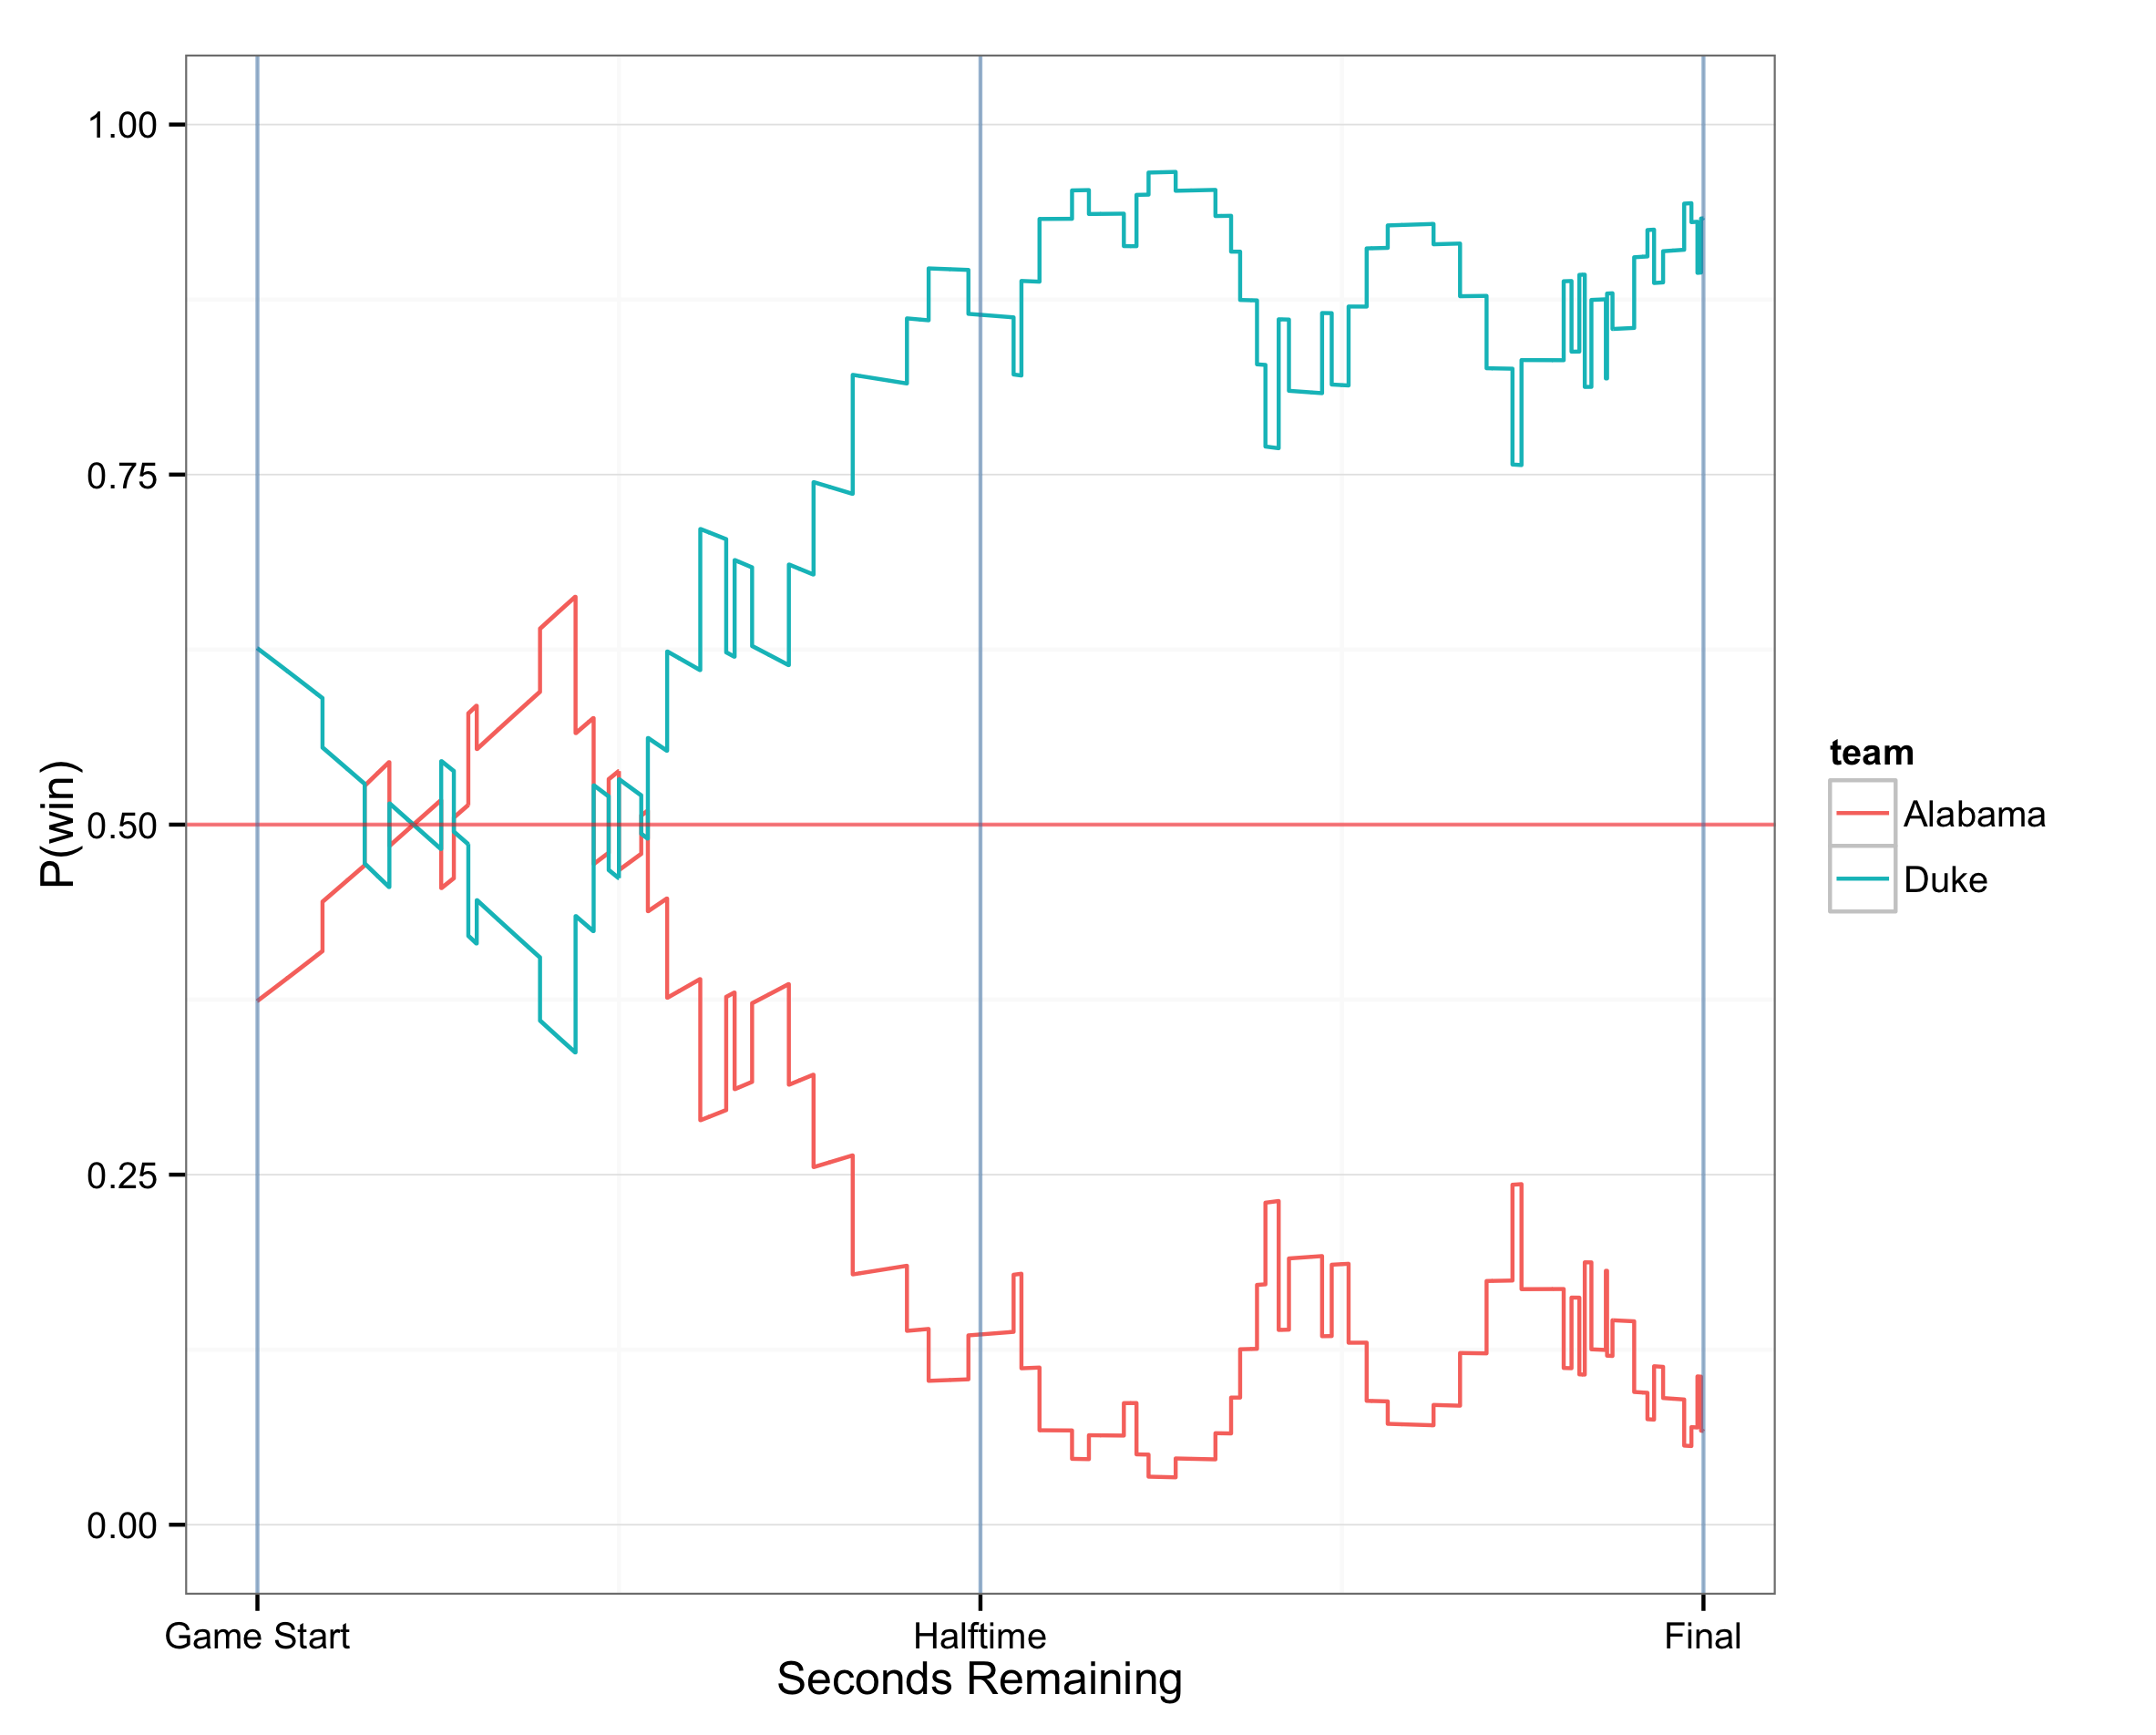 1.00
0.75
0.50
0.25
0.00
P(win)
Game Start
Halftime
Final
Seconds Remaining
team
Alabama
Duke